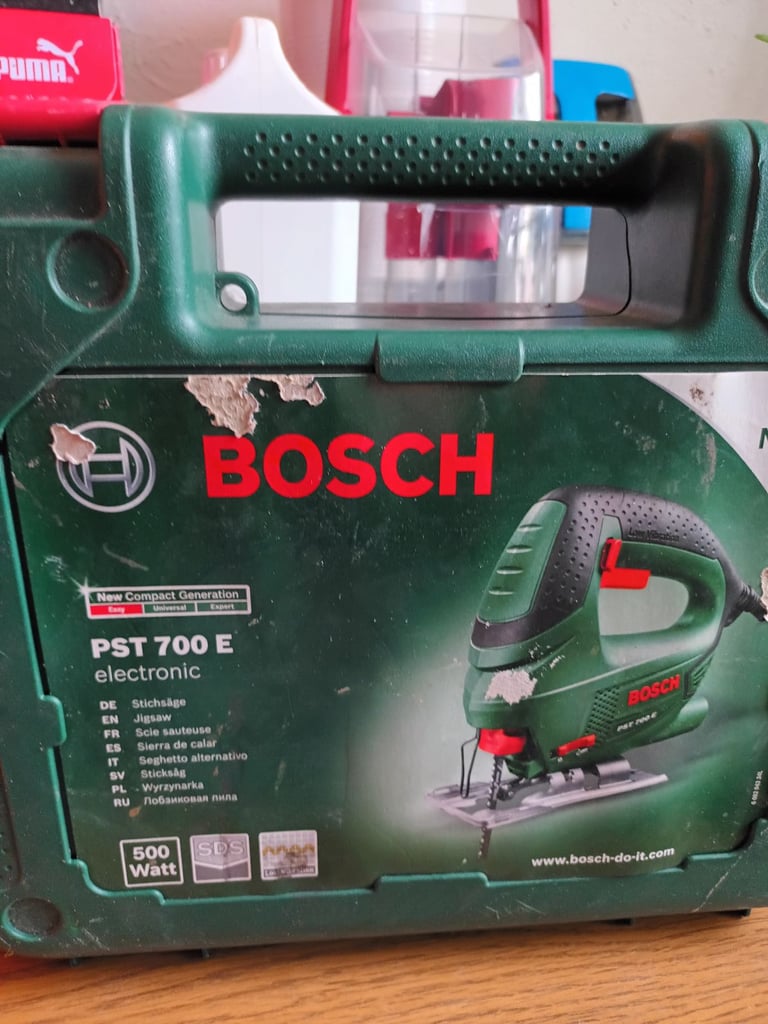 PUMA
BOSCH
N
Low Vibration
New Compact Generation
Easy Universal Expert
PST 700 E
electronic
DE Stichsäge
EN Jigsaw
FR Scie sauteuse
ES Sierra de calar
IT Seghetto alternativo
SV Sticksåg
PL Wyrzynarka
RU Лобзиковая пила
BOSCH
PST 700 E
500
Watt
SDS
www.bosch-do-it.com